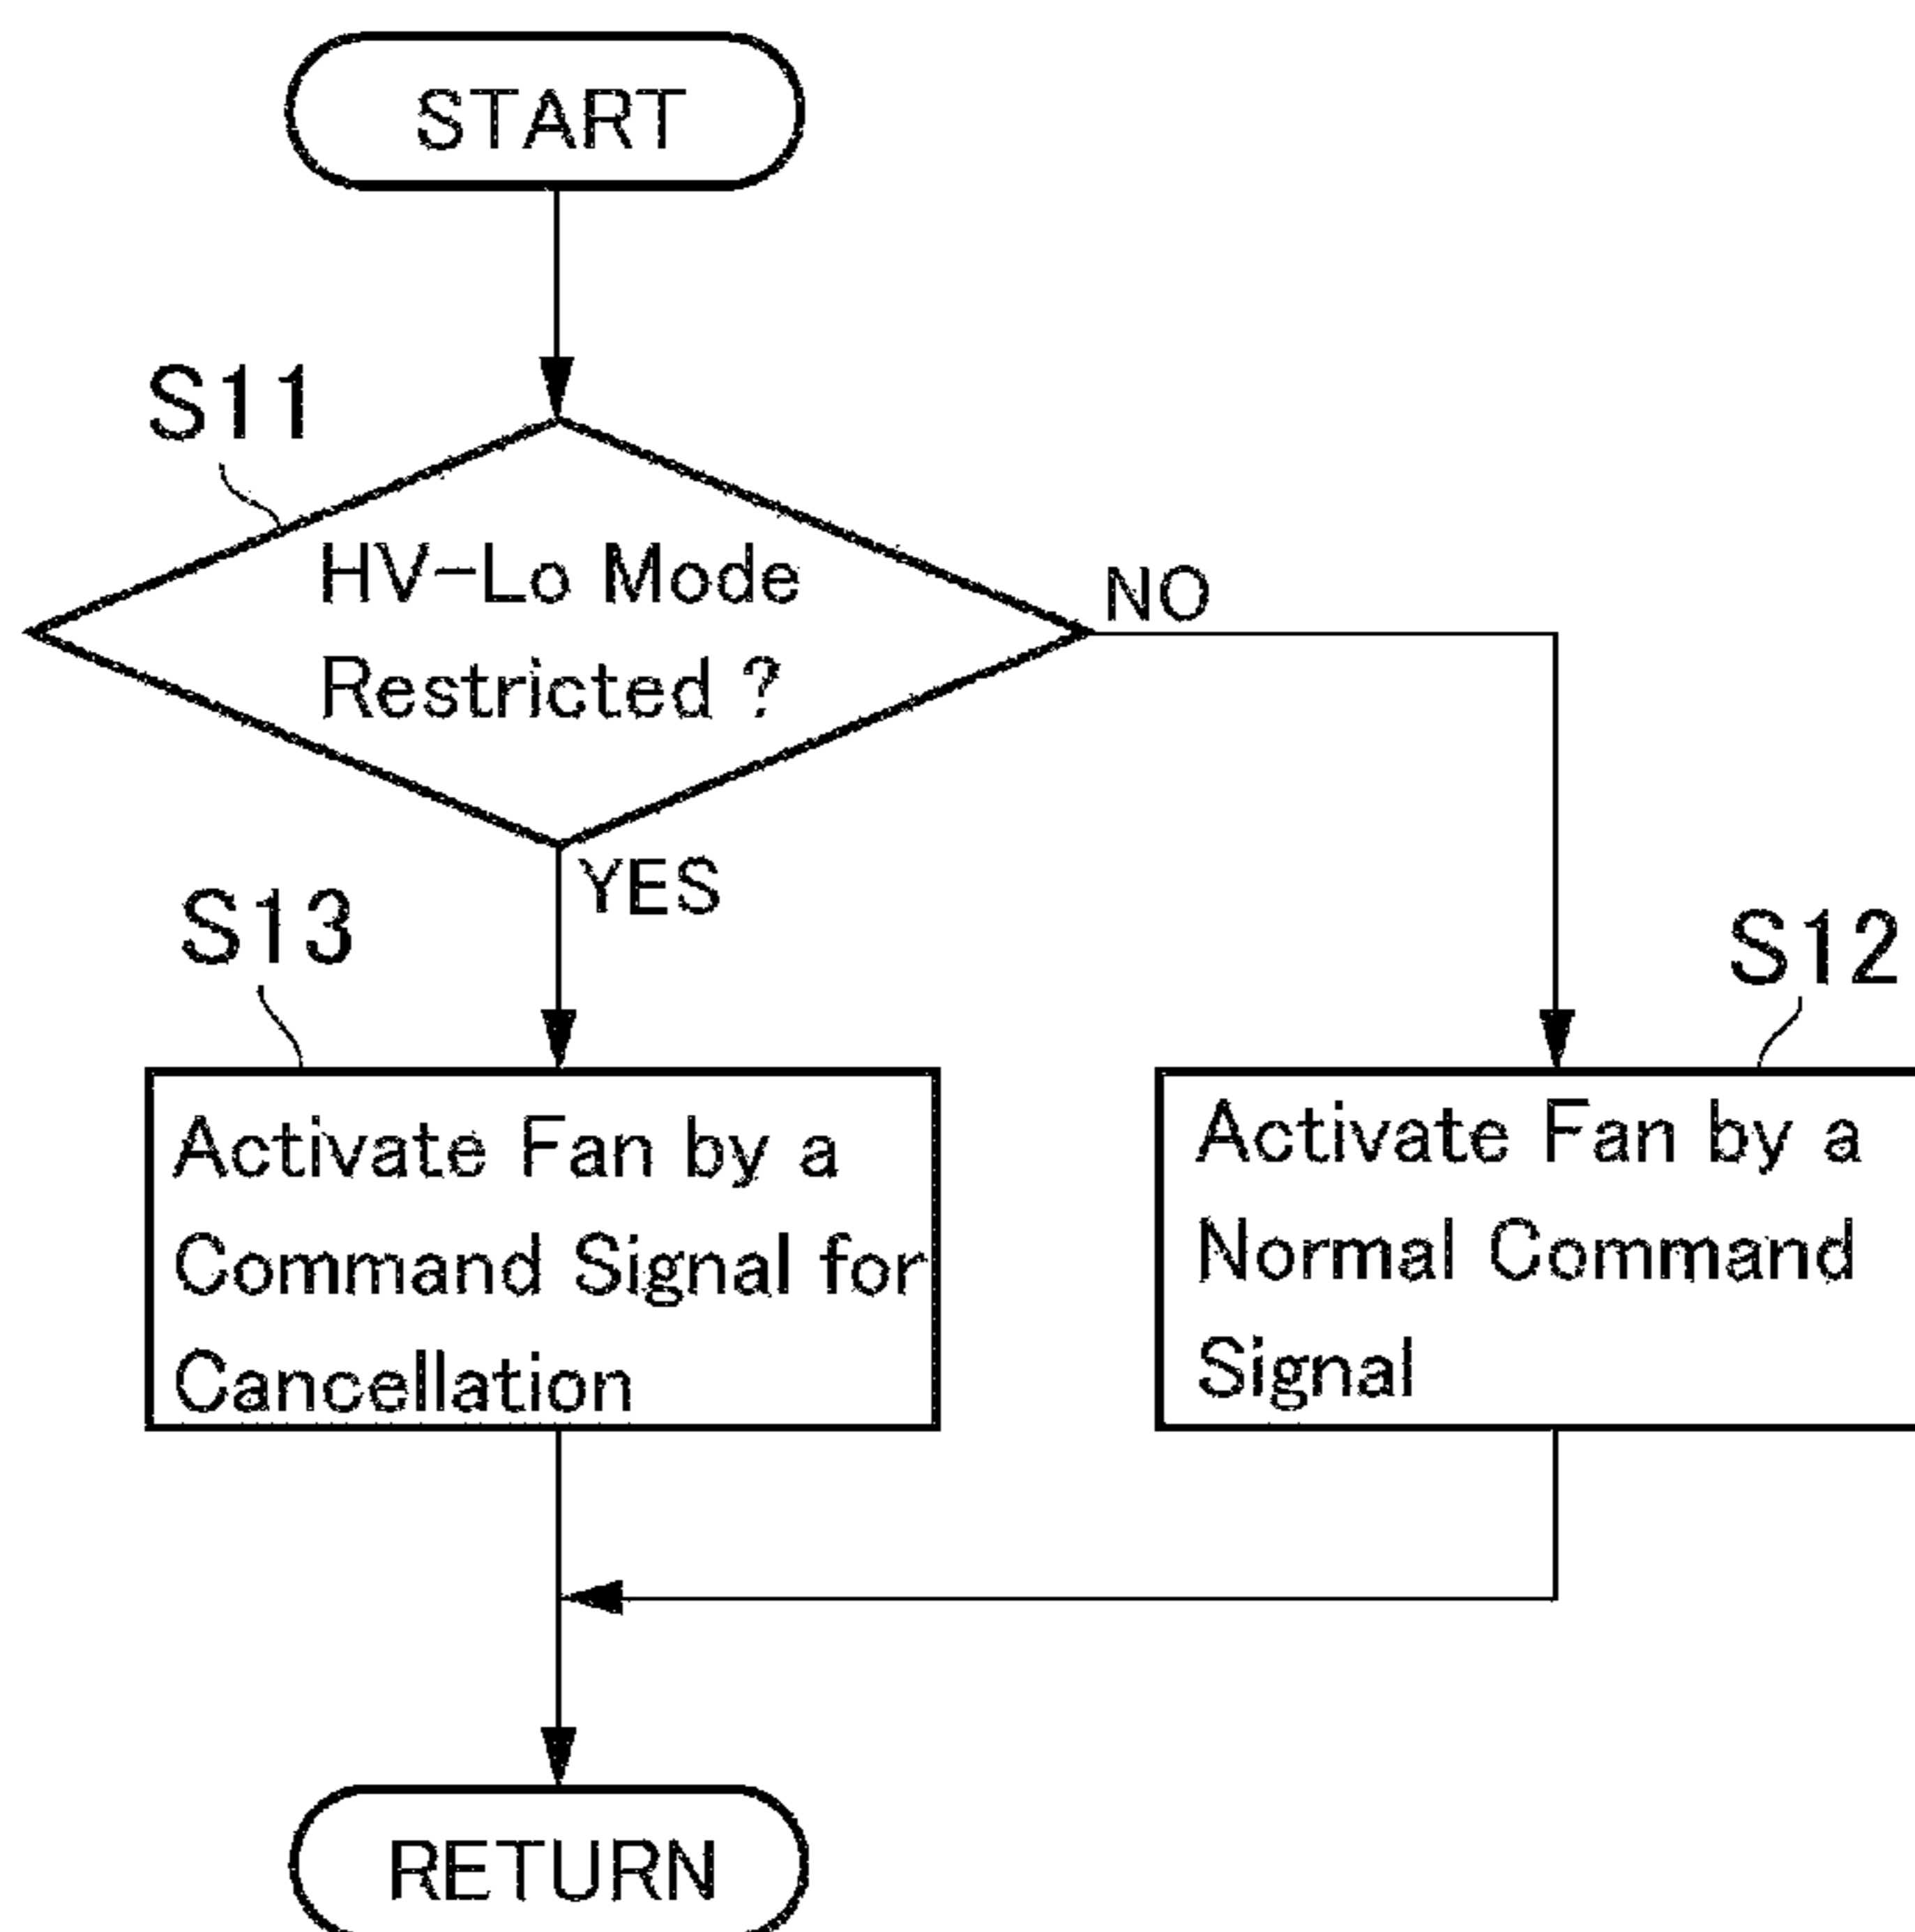 START
S11
HV-Lo Mode
Restricted ?
NO
YES
S13
S12
Activate Fan by a
Command Signal for
Cancellation
Activate Fan by a
Normal Command
Signal
RETURN